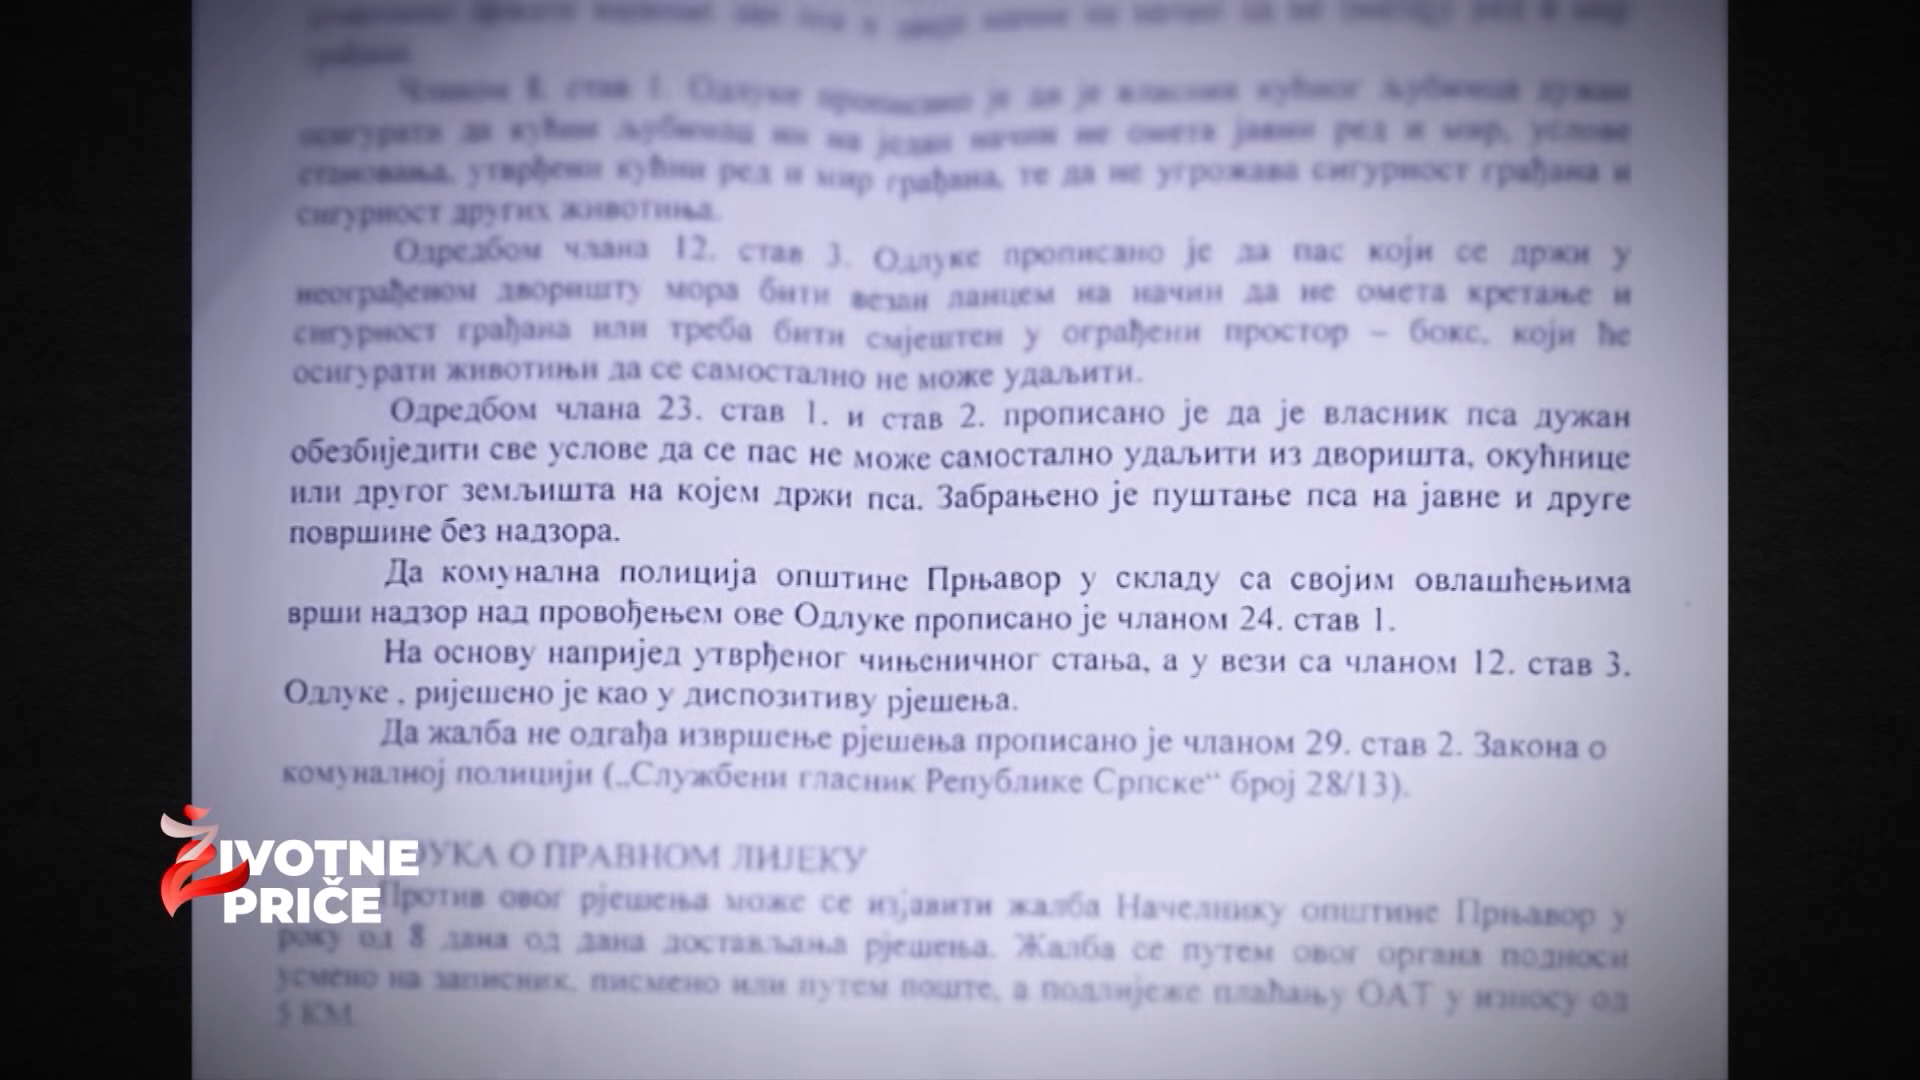 грађана.
Чланом 8. став 1. Одлуке прописано је да је власник кућног љубимца дужан
осигурати да кућни љубимац ни на један начин не омета јавни ред и мир, услове
становања, утврђени кућни ред и мир грађана, те да не угрожава сигурност грађана и
сигурност других животиња.
Одредбом члана 12. став 3. Одлуке прописано је да пас који се држи у
неограђеном дворишту мора бити везан ланцем на начин да не омета кретање и
сигурност грађана или треба бити смјештен у ограђени простор – бокс, који ће
осигурати животињи да се самостално не може удаљити.
Одредбом члана 23. став 1. и став 2. прописано је да је власник пса дужан
обезбиједити све услове да се пас не може самостално удаљити из дворишта, окућнице
или другог земљишта на којем држи пса. Забрањено је пуштање пса на јавне и друге
површине без надзора.
Да комунална полиција општине Прњавор у складу са својим овлашћењима
врши надзор над провођењем ове Одлуке прописано је чланом 24. став 1.
На основу напријед утврђеног чињеничног стања, а у вези са чланом 12. став 3.
Одлуке , ријешено је као у диспозитиву рјешења.
Да жалба не одгађа извршење рјешења прописано је чланом 29. став 2. Закона о
комуналној полицији („Службени гласник Републике Српске“ број 28/13).
УКА О ПРАВНОМ ЛИЈЕКУ
Против овог рјешења може се изјавити жалба Начелнику општине Прњавор у
року од 8 дана од дана достављања рјешења. Жалба се путем овог органа подноси
усмено на записник, писмено или путем поште, а подлијеже плаћању ОАТ у износу од
5 КМ.
ŽIVOTNE
PRIČE